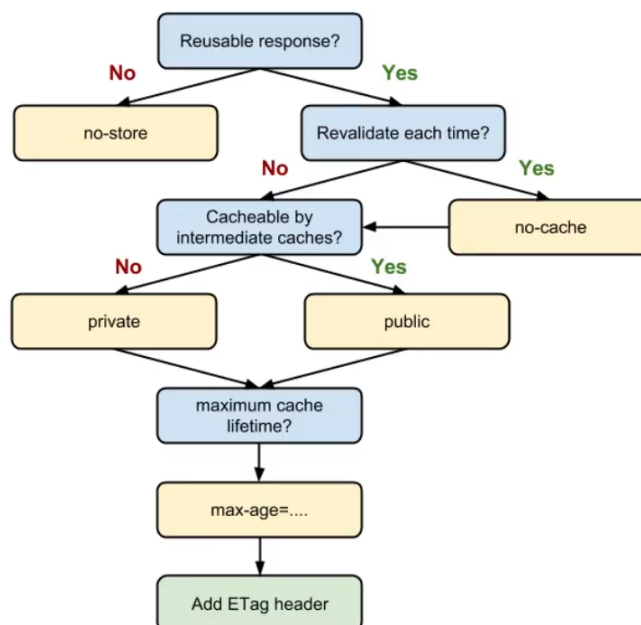 Reusable response?
No
Yes
no-store
Revalidate each time?
No
Yes
Cacheable by
intermediate caches?
no-cache
No
Yes
private
public
maximum cache
lifetime?
max-age=....
Add ETag header